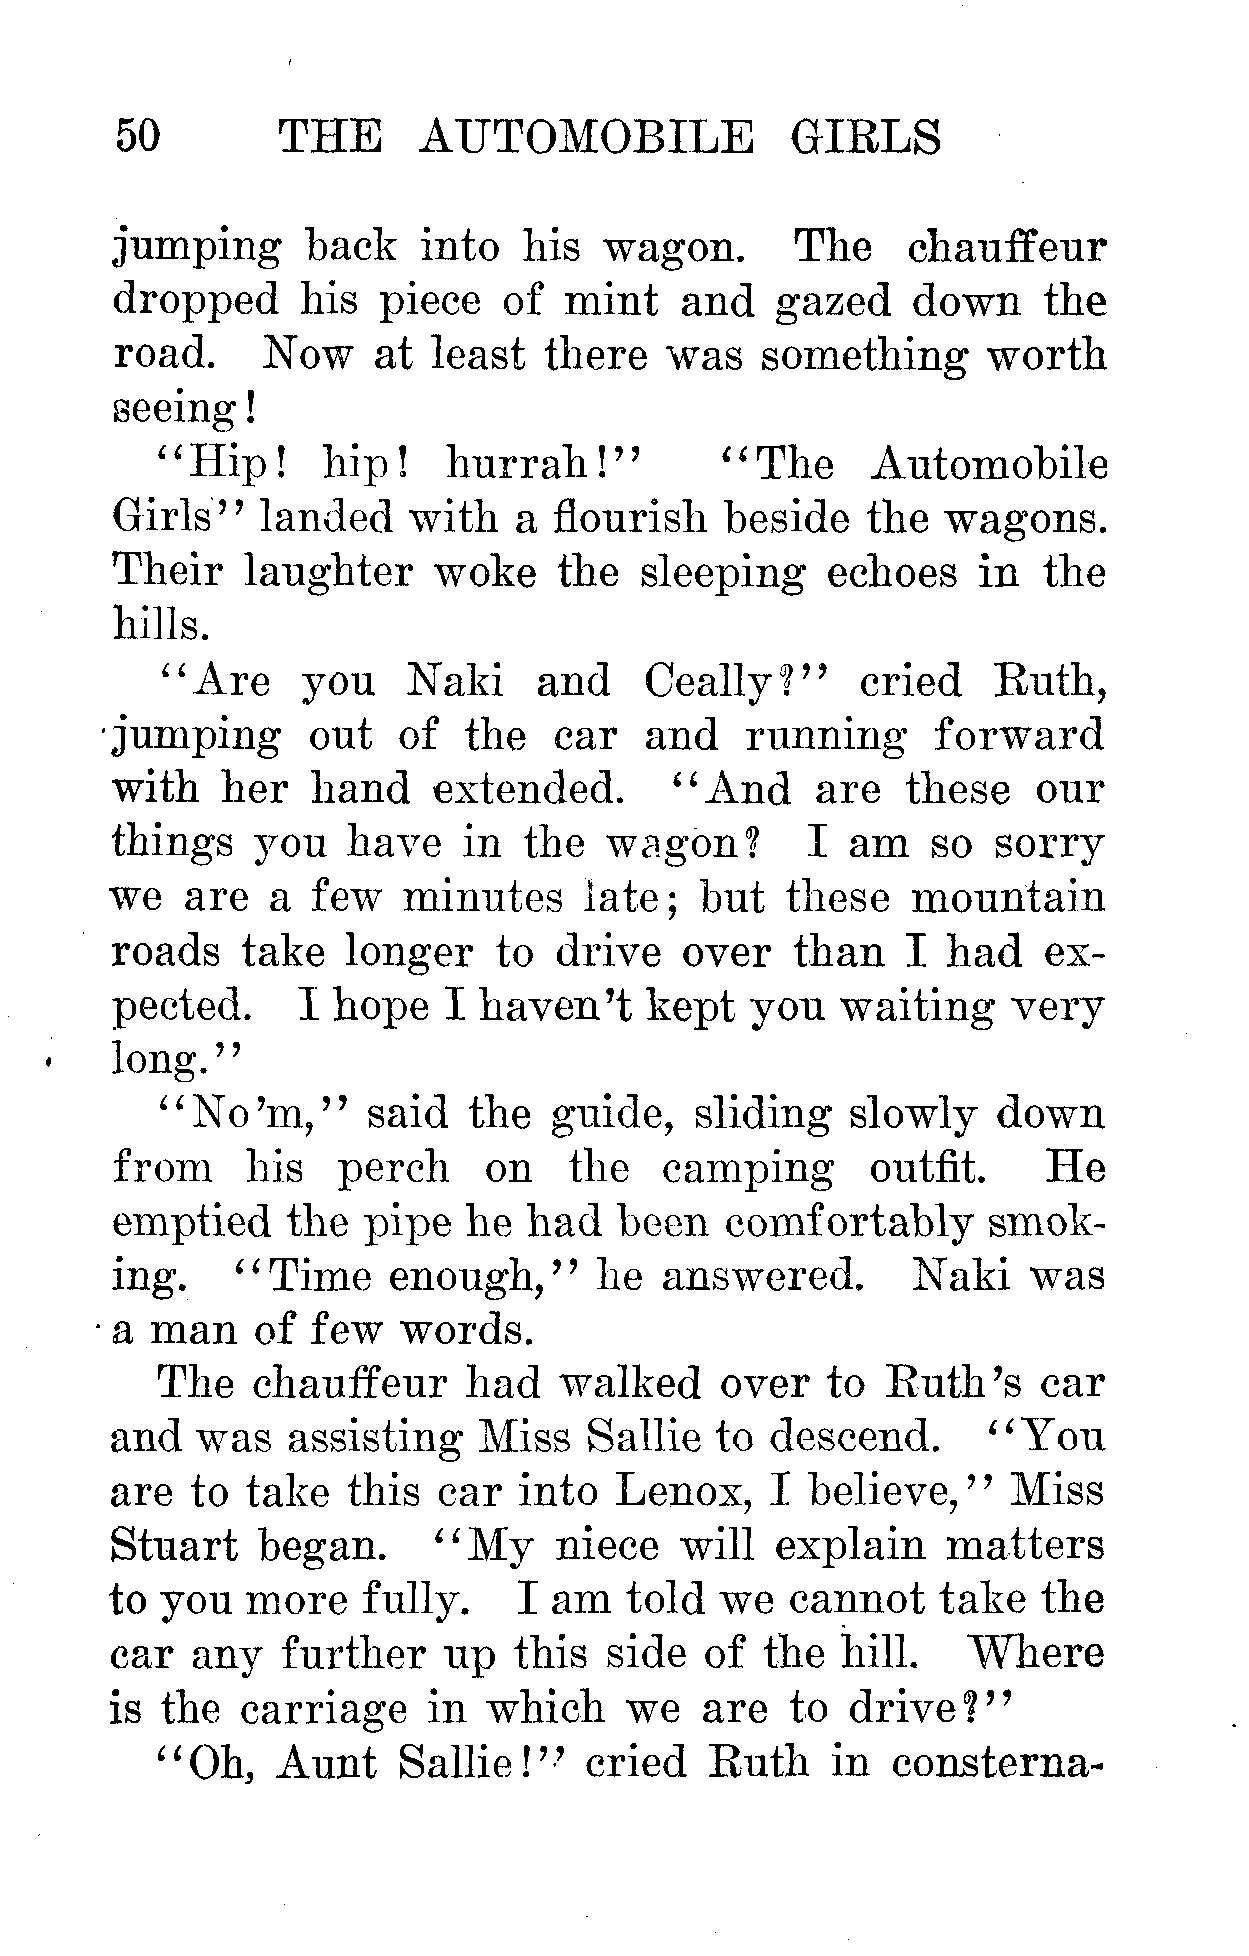 50 THE AUTOMOBILE GIRLS
jumping back into his wagon. The chauffeur
dropped his piece of mint and gazed down the
road. Now at least there was something worth
seeing!
"Hip! hip! hurrah!" "The Automobile
Girls" landed with a flourish beside the wagons.
Their laughter woke the sleeping echoes in the
hills.
"Are you Naki and Ceally?" cried Ruth,
jumping out of the car and running forward
with her hand extended. "And are these our
things you have in the wagon? I am so sorry
we are a few minutes late; but these mountain
roads take longer to drive over than I had ex-
pected. I hope I haven't kept you waiting very
long."
"No'm," said the guide, sliding slowly down
from his perch on the camping outfit. He
emptied the pipe he had been comfortably smok-
ing. "Time enough," he answered. Naki was
a man of few words.
The chauffeur had walked over to Ruth's car
and was assisting Miss Sallie to descend. "You
are to take this car into Lenox, I believe," Miss
Stuart began. "My niece will explain matters
to you more fully. I am told we cannot take the
car any further up this side of the hill. Where
is the carriage in which we are to drive?"
"Oh, Aunt Sallie!" cried Ruth in consterna-